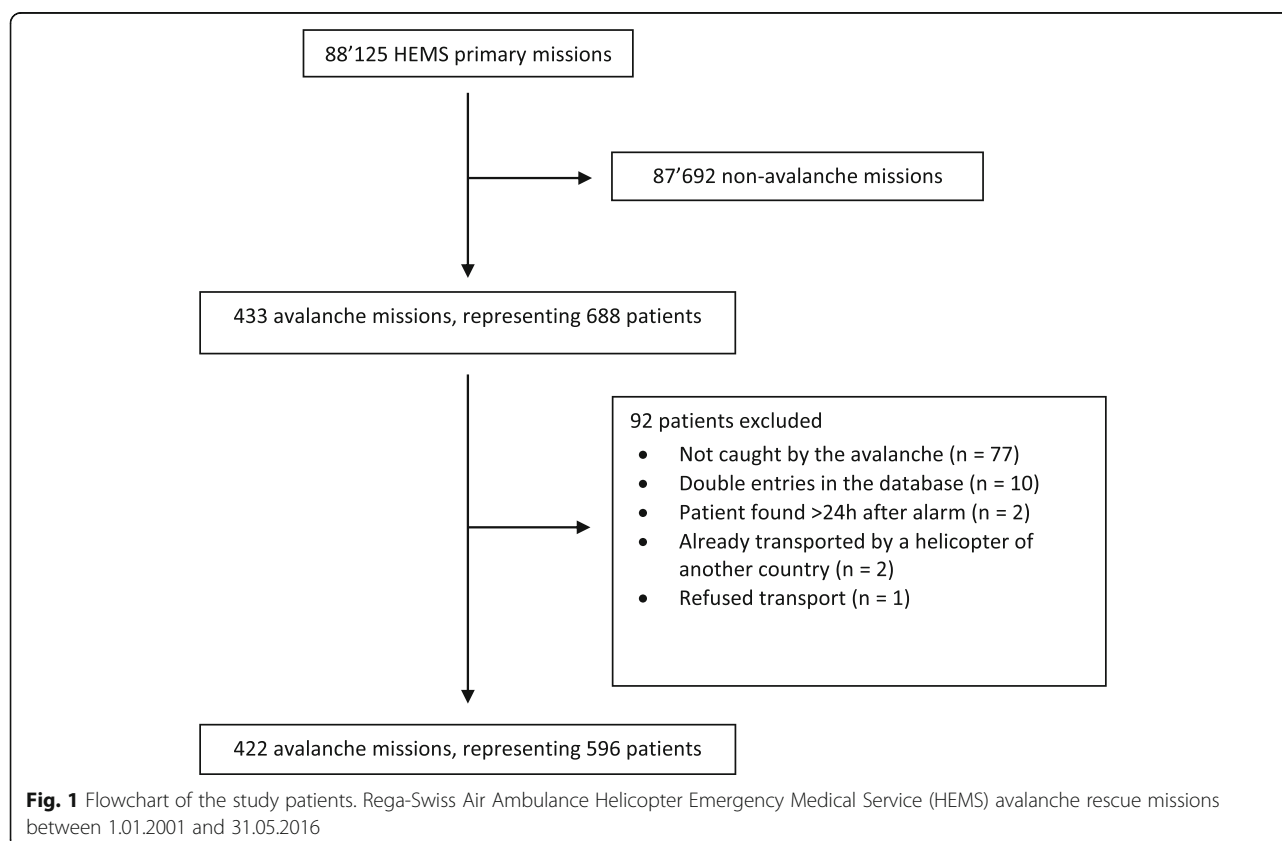 88’125 HEMS primary missions
87’692 non-avalanche missions
433 avalanche missions, representing 688 patients
92 patients excluded
• Not caught by the avalanche (n = 77)
• Double entries in the database (n = 10)
• Patient found >24h after alarm (n = 2)
• Already transported by a helicopter of
another country (n = 2)
• Refused transport (n = 1)
422 avalanche missions, representing 596 patients
Fig. 1 Flowchart of the study patients. Rega-Swiss Air Ambulance Helicopter Emergency Medical Service (HEMS) avalanche rescue missions
between 1.01.2001 and 31.05.2016